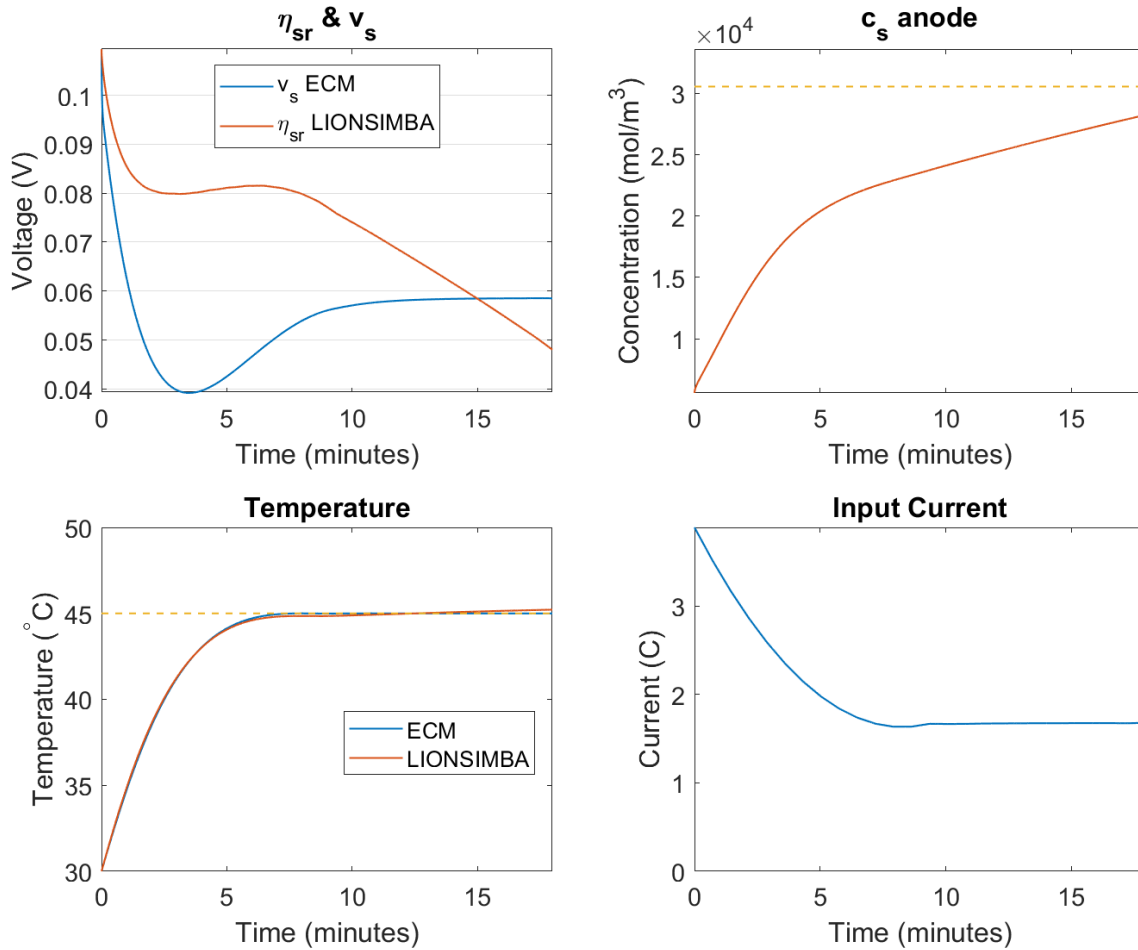 η_sr & v_s
Voltage (V)
0.1
0.09
0.08
0.07
0.06
0.05
0.04
v_s ECM
η_sr LIONSIMBA
0 5 10 15
Time (minutes)
c_s anode
×10^4
Concentration (mol/m^3)
3
2.5
2
1.5
1
0 5 10 15
Time (minutes)
Temperature
Temperature (°C)
50
45
40
35
30
ECM
LIONSIMBA
0 5 10 15
Time (minutes)
Input Current
Current (C)
3
2
1
0
0 5 10 15
Time (minutes)